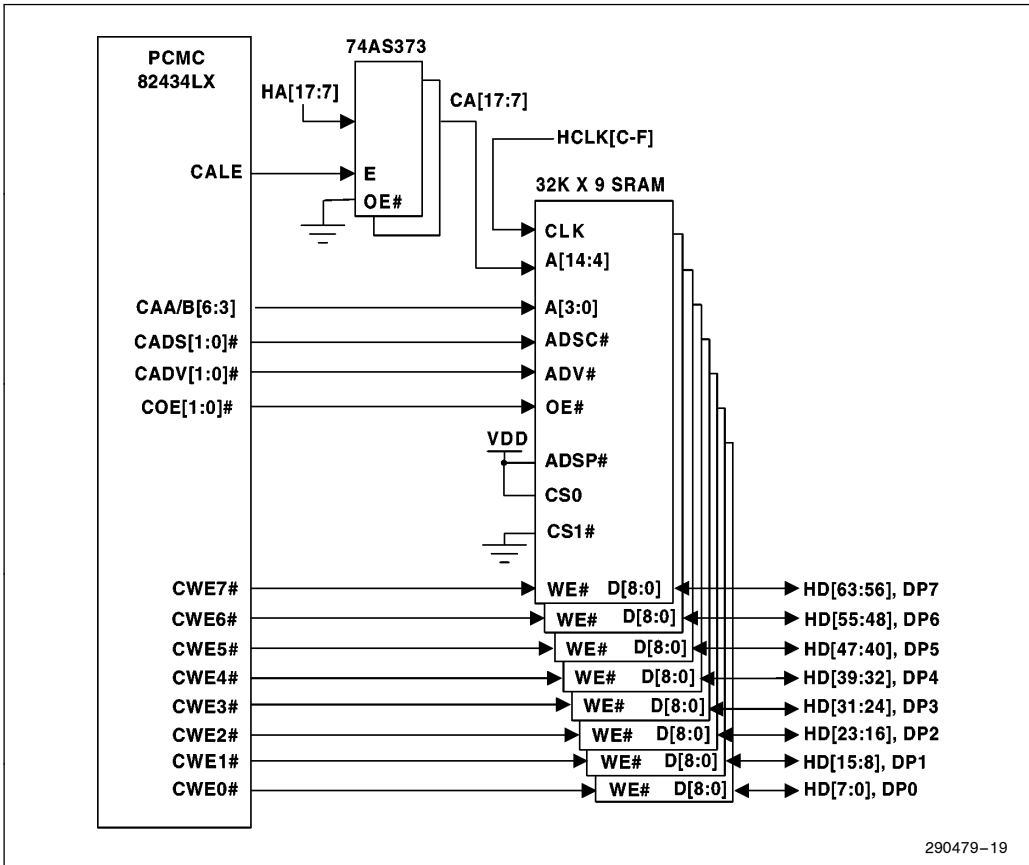 PCMC
82434LX
74AS373
HA[17:7]
CA[17:7]
HCLK[C-F]
CALE
E
OE#
32K X 9 SRAM
CLK
A[14:4]
CAA/B[6:3]
A[3:0]
CADS[1:0]#
ADSC#
CADV[1:0]#
ADV#
COE[1:0]#
OE#
VDD
ADSP#
CS0
CS1#
CWE7#
WE# D[8:0]
HD[63:56], DP7
CWE6#
WE# D[8:0]
HD[55:48], DP6
CWE5#
WE# D[8:0]
HD[47:40], DP5
CWE4#
WE# D[8:0]
HD[39:32], DP4
CWE3#
WE# D[8:0]
HD[31:24], DP3
CWE2#
WE# D[8:0]
HD[23:16], DP2
CWE1#
WE# D[8:0]
HD[15:8], DP1
CWE0#
WE# D[8:0]
HD[7:0], DP0
290479–19